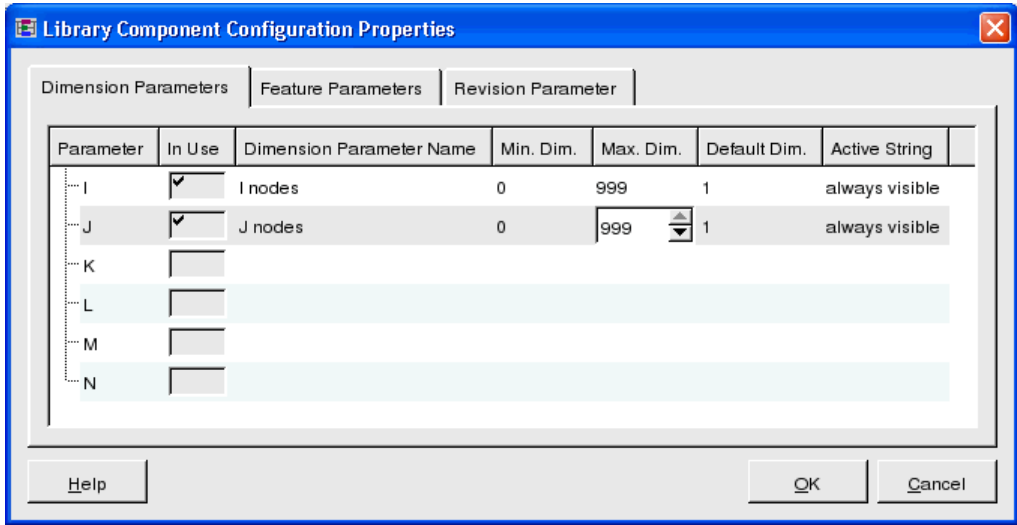 Library Component Configuration Properties
Dimension Parameters Feature Parameters Revision Parameter
Parameter In Use Dimension Parameter Name Min. Dim. Max. Dim. Default Dim. Active String
I I nodes 0 999 1 always visible
J J nodes 0 999 1 always visible
K
L
M
N
Help OK Cancel